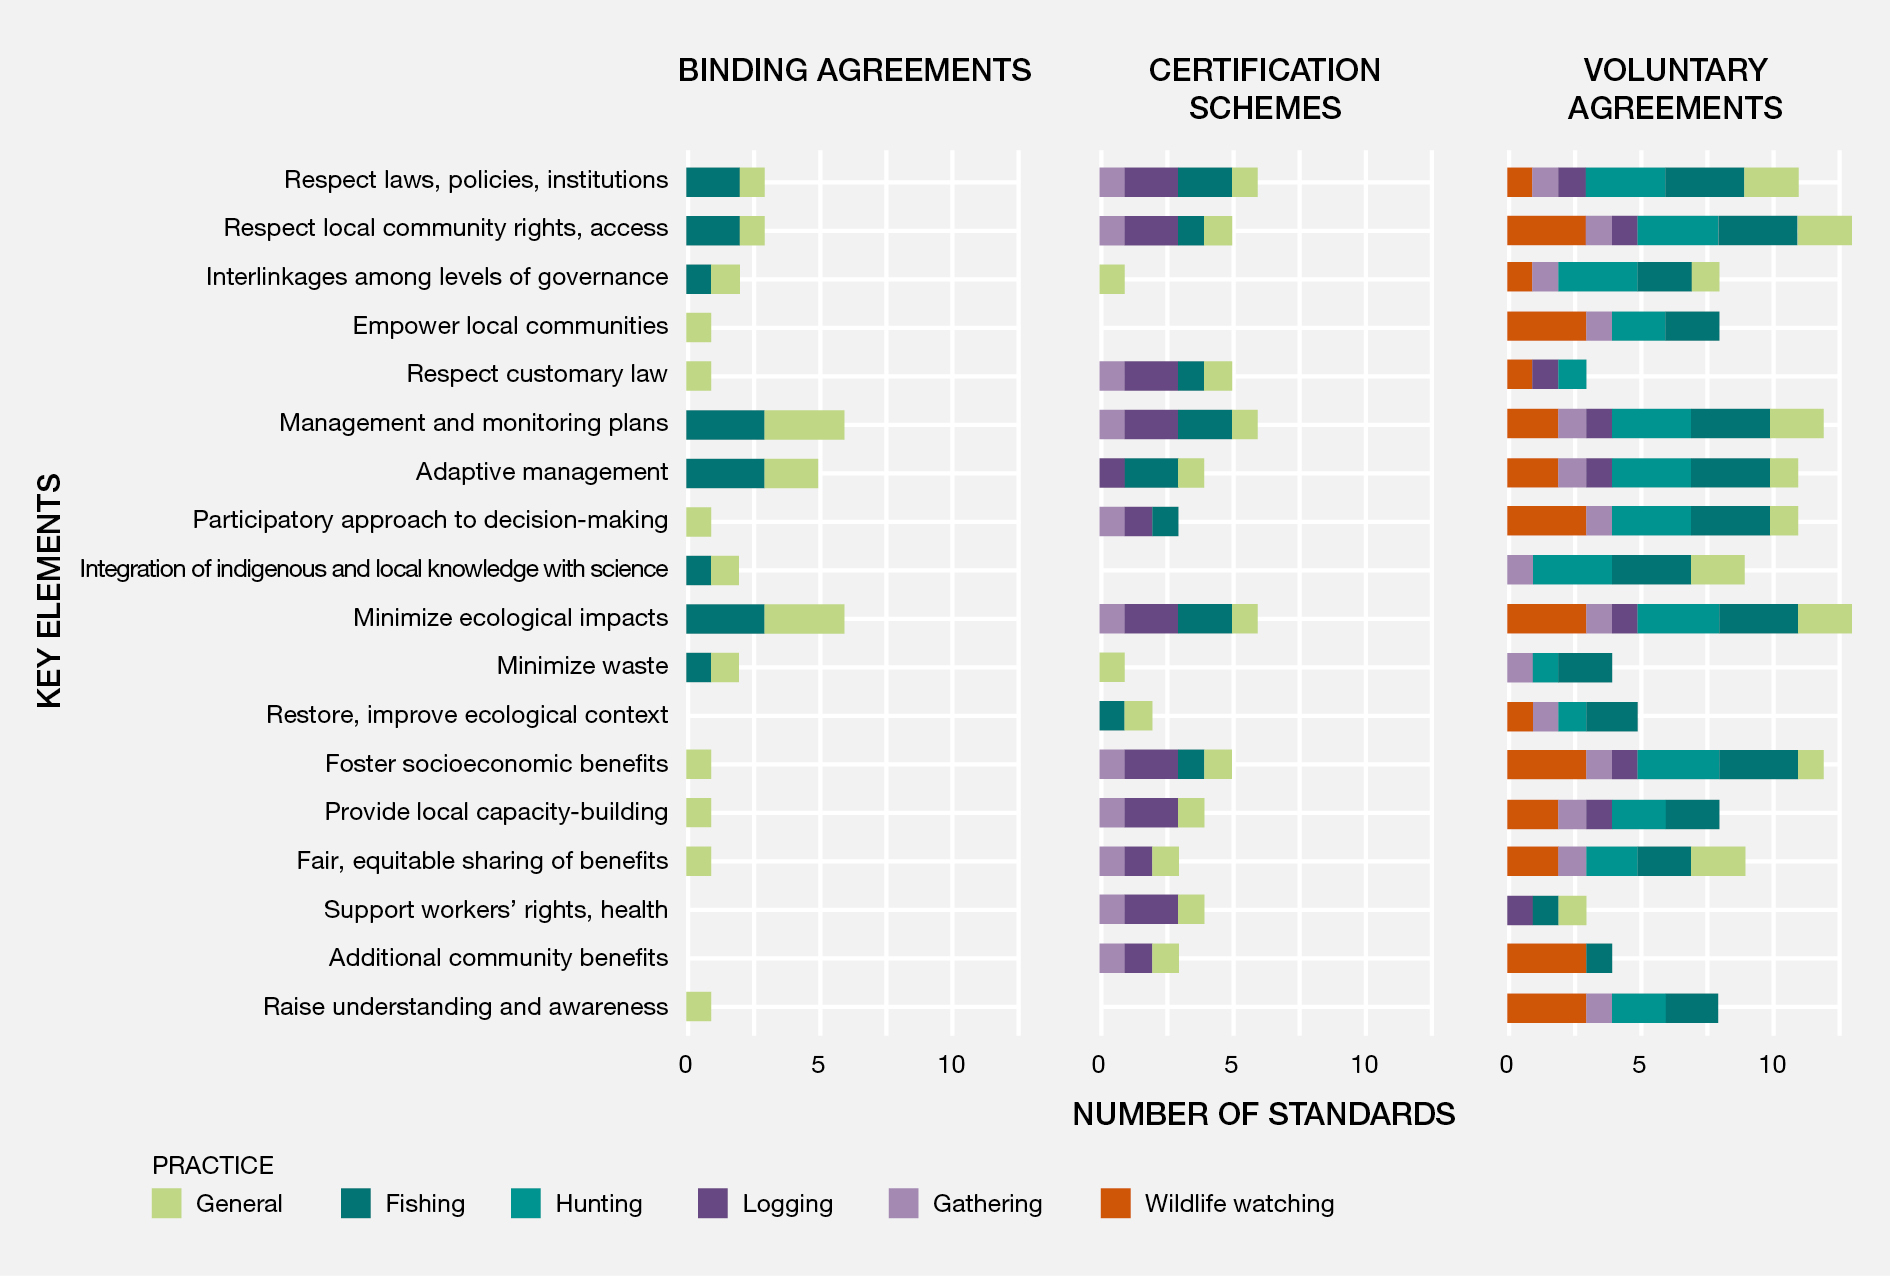 BINDING AGREEMENTS
CERTIFICATION
SCHEMES
VOLUNTARY
AGREEMENTS
KEY ELEMENTS
Respect laws, policies, institutions
Respect local community rights, access
Interlinkages among levels of governance
Empower local communities
Respect customary law
Management and monitoring plans
Adaptive management
Participatory approach to decision-making
Integration of indigenous and local knowledge with science
Minimize ecological impacts
Minimize waste
Restore, improve ecological context
Foster socioeconomic benefits
Provide local capacity-building
Fair, equitable sharing of benefits
Support workers’ rights, health
Additional community benefits
Raise understanding and awareness
0 5 10 0 5 10 0 5 10
NUMBER OF STANDARDS
PRACTICE
General Fishing Hunting Logging Gathering Wildlife watching